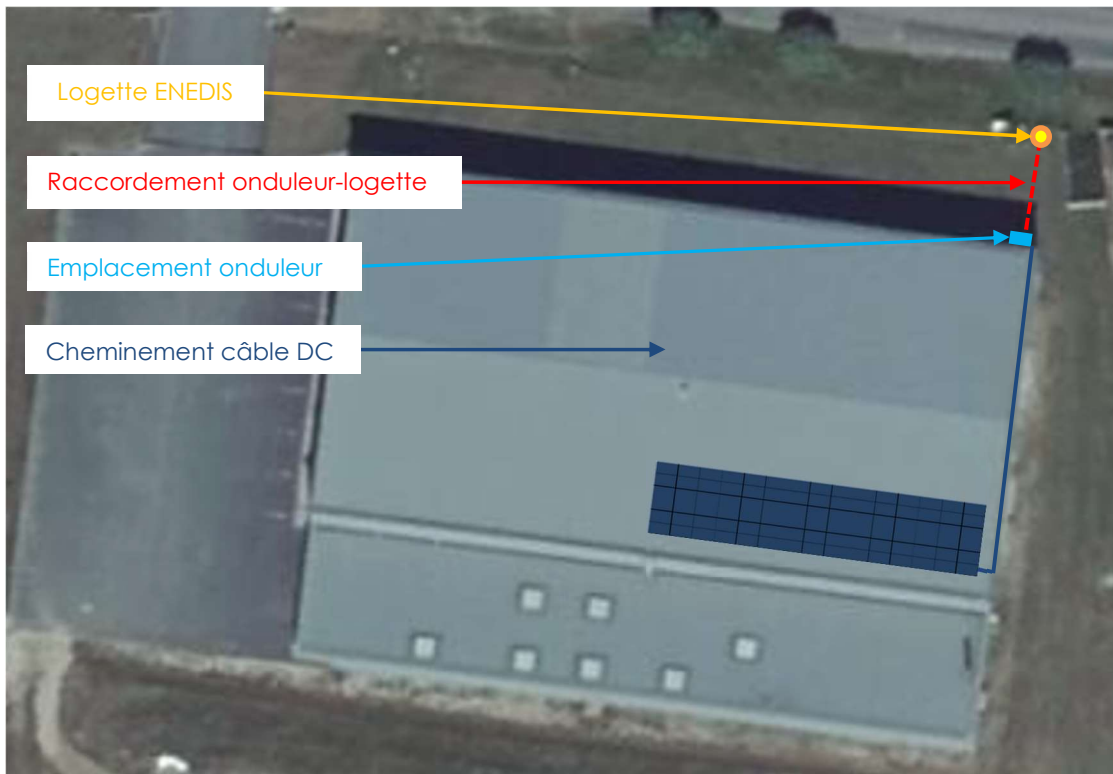 Logette ENEDIS
Raccordement onduleur-logette
Emplacement onduleur
Cheminement câble DC